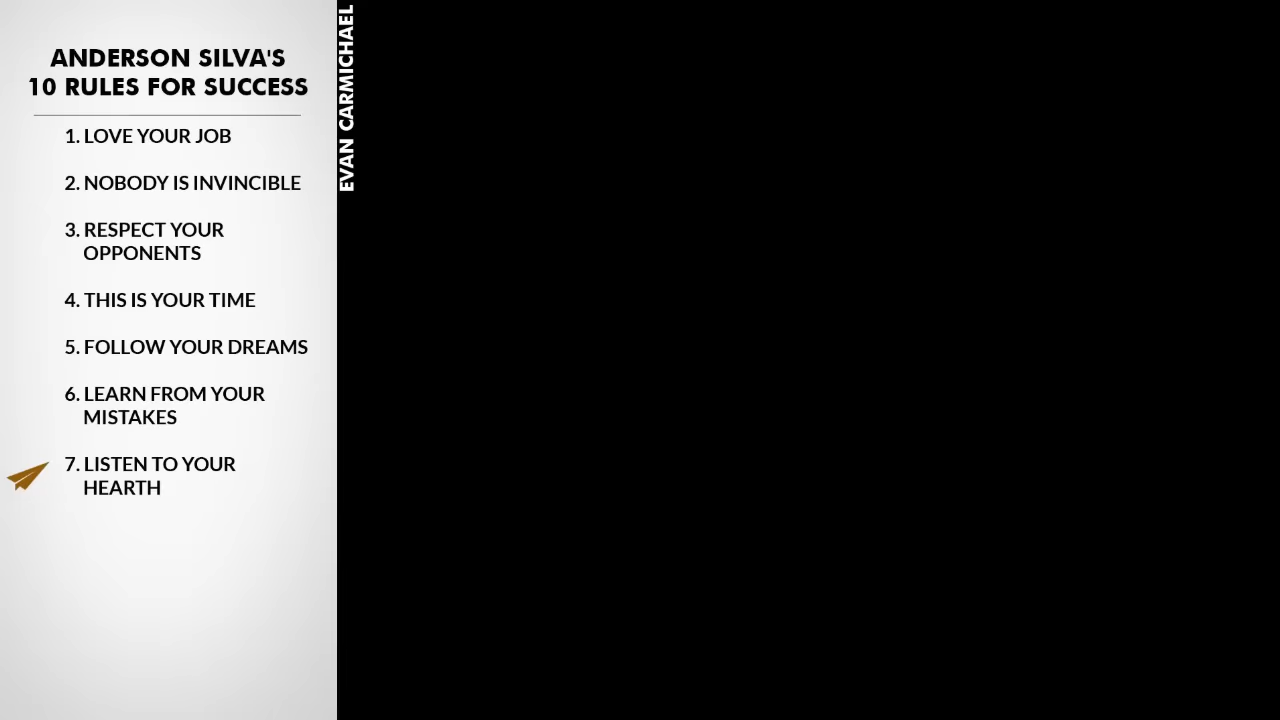 ANDERSON SILVA'S
10 RULES FOR SUCCESS
1. LOVE YOUR JOB
2. NOBODY IS INVINCIBLE
3. RESPECT YOUR
OPPONENTS
4. THIS IS YOUR TIME
5. FOLLOW YOUR DREAMS
6. LEARN FROM YOUR
MISTAKES
7. LISTEN TO YOUR
HEARTH
EVAN CARMICHAEL